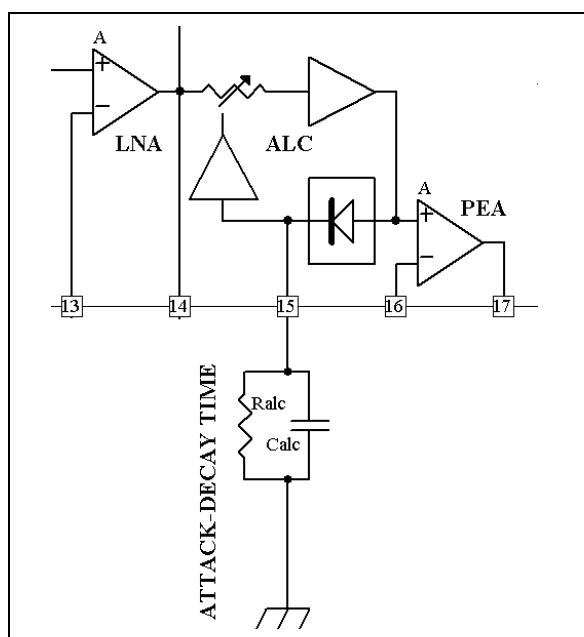 A
+
−
LNA
ALC
A
+
−
PEA
13
14
15
16
17
Ralc
Calc
ATTACK-DECAY TIME